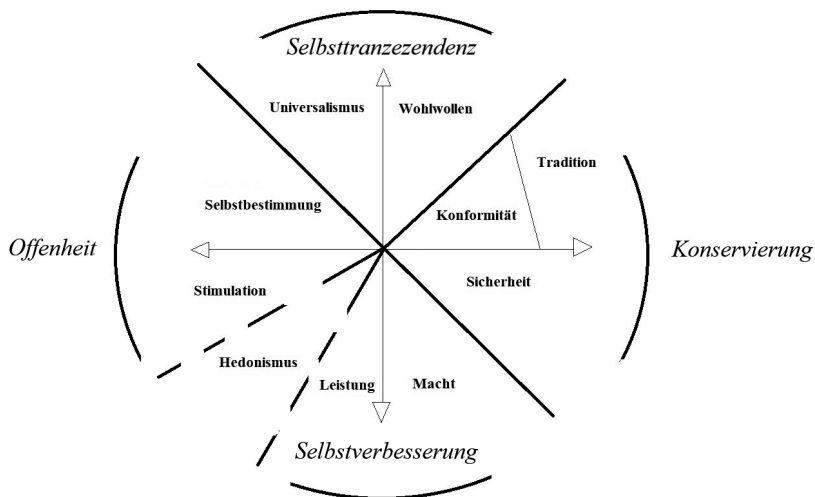 Selbsttranzezendenz
Universalismus
Wohlwollen
Tradition
Selbstbestimmung
Konformität
Offenheit
Konservierung
Stimulation
Sicherheit
Hedonismus
Leistung
Macht
Selbstverbesserung